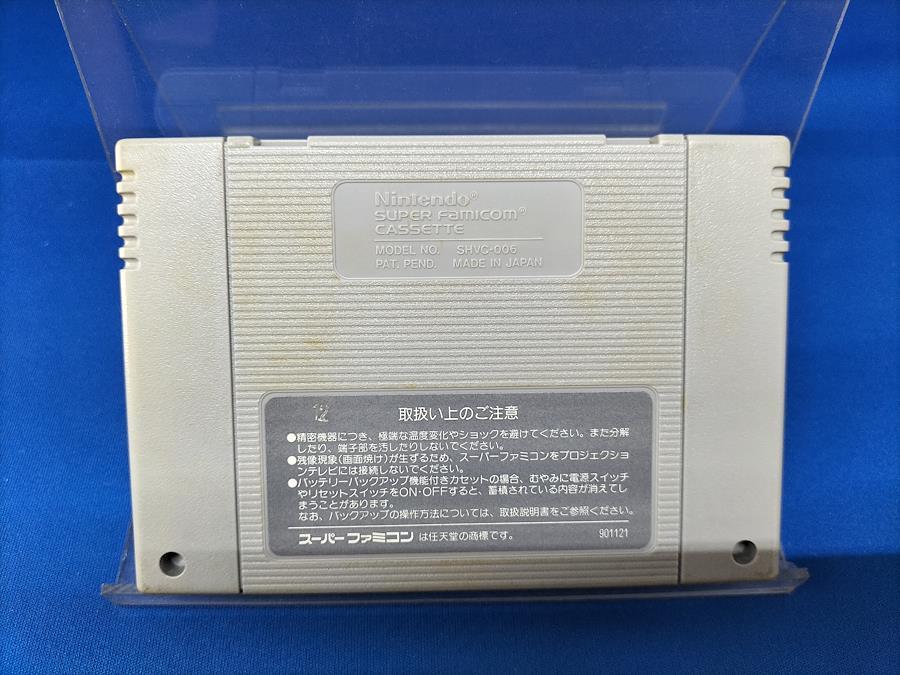 Nintendo®
SUPER FAMICOM®
CASSETTE
MODEL NO. SHVC-006
PAT. PEND. MADE IN JAPAN
12
取扱い上のご注意
●精密機器につき、極端な温度変化やショックを避けてください。また分解
したり、端子部を汚したりしないでください。
●残像現象(画面焼け)が生ずるため、スーパーファミコンをプロジェクショ
ンテレビには接続しないでください。
●バッテリーバックアップ機能付きカセットの場合、むやみに電源スイッチ
やリセットスイッチをON・OFFすると、蓄積されている内容が消えてし
まうことがあります。
なお、バックアップの操作方法については、取扱説明書をご参照ください。
スーパーファミコンは任天堂の商標です。 901121